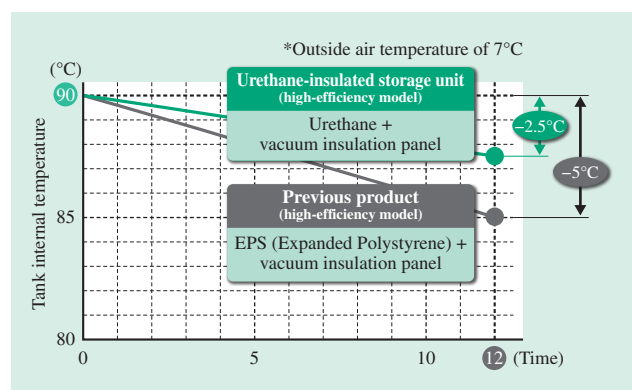 *Outside air temperature of 7°C
(°C)
90
Urethane-insulated storage unit
(high-efficiency model)
Urethane +
vacuum insulation panel
−2.5°C
−5°C
Previous product
(high-efficiency model)
EPS (Expanded Polystyrene) +
vacuum insulation panel
85
80
Tank internal temperature
0 5 10 12 (Time)